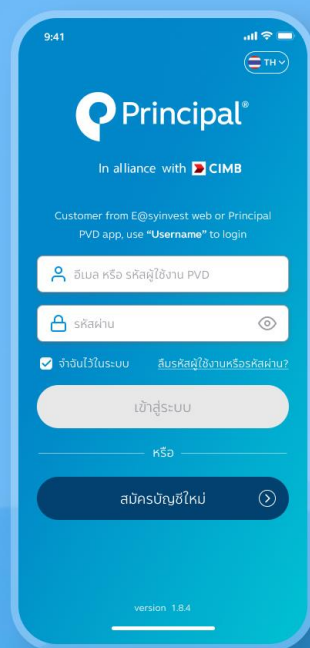 9:41
TH
Principal®
In alliance with CIMB
Customer from E@syinvest web or Principal
PVD app, use “Username” to login
อีเมล หรือ รหัสผู้ใช้งาน PVD
รหัสผ่าน
จำฉันไว้ในระบบ ลืมรหัสผู้ใช้งานหรือรหัสผ่าน?
เข้าสู่ระบบ
หรือ
สมัครบัญชีใหม่
version 1.8.4